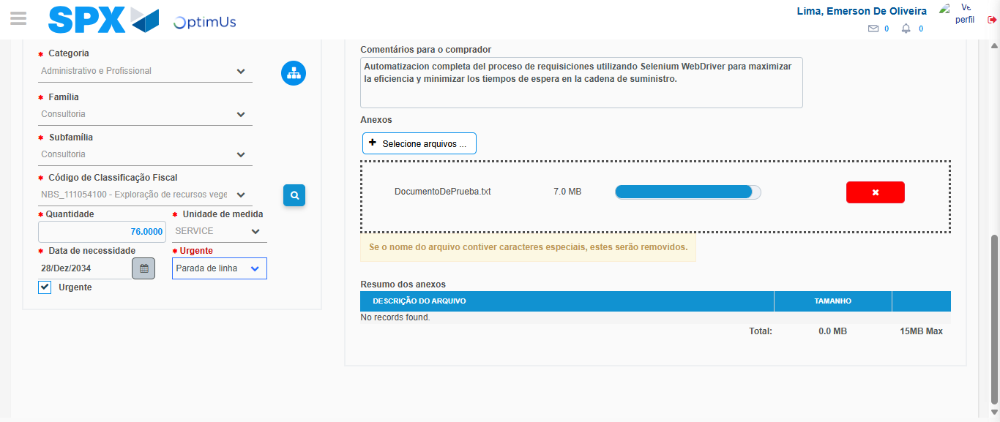 SPX
OptimUs
Lima, Emerson De Oliveira
Ve
perfil
0
0
* Categoria
Administrativo e Profissional
* Família
Consultoria
* Subfamília
Consultoria
* Código de Classificação Fiscal
NBS_111054100 - Exploração de recursos vege
* Quantidade
* Unidade de medida
76.0000
SERVICE
* Data de necessidade
* Urgente
28/Dez/2034
Parada de linha
Urgente
Comentários para o comprador
Automatizacion completa del proceso de requisiciones utilizando Selenium WebDriver para maximizar
la eficiencia y minimizar los tiempos de espera en la cadena de suministro.
Anexos
Selecione arquivos ...
DocumentoDePrueba.txt
7.0 MB
Se o nome do arquivo contiver caracteres especiais, estes serão removidos.
Resumo dos anexos
DESCRIÇÃO DO ARQUIVO
TAMANHO
No records found.
Total:
0.0 MB
15MB Max